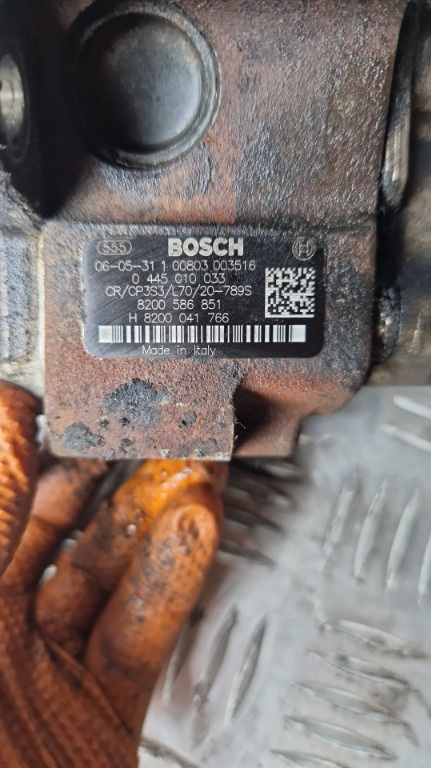 555 BOSCH
06-05-31 1 00803 003516
0 445 010 033
CR/CP3S3/L70/20-789S
8200 586 851
H 8200 041 766
Made in Italy